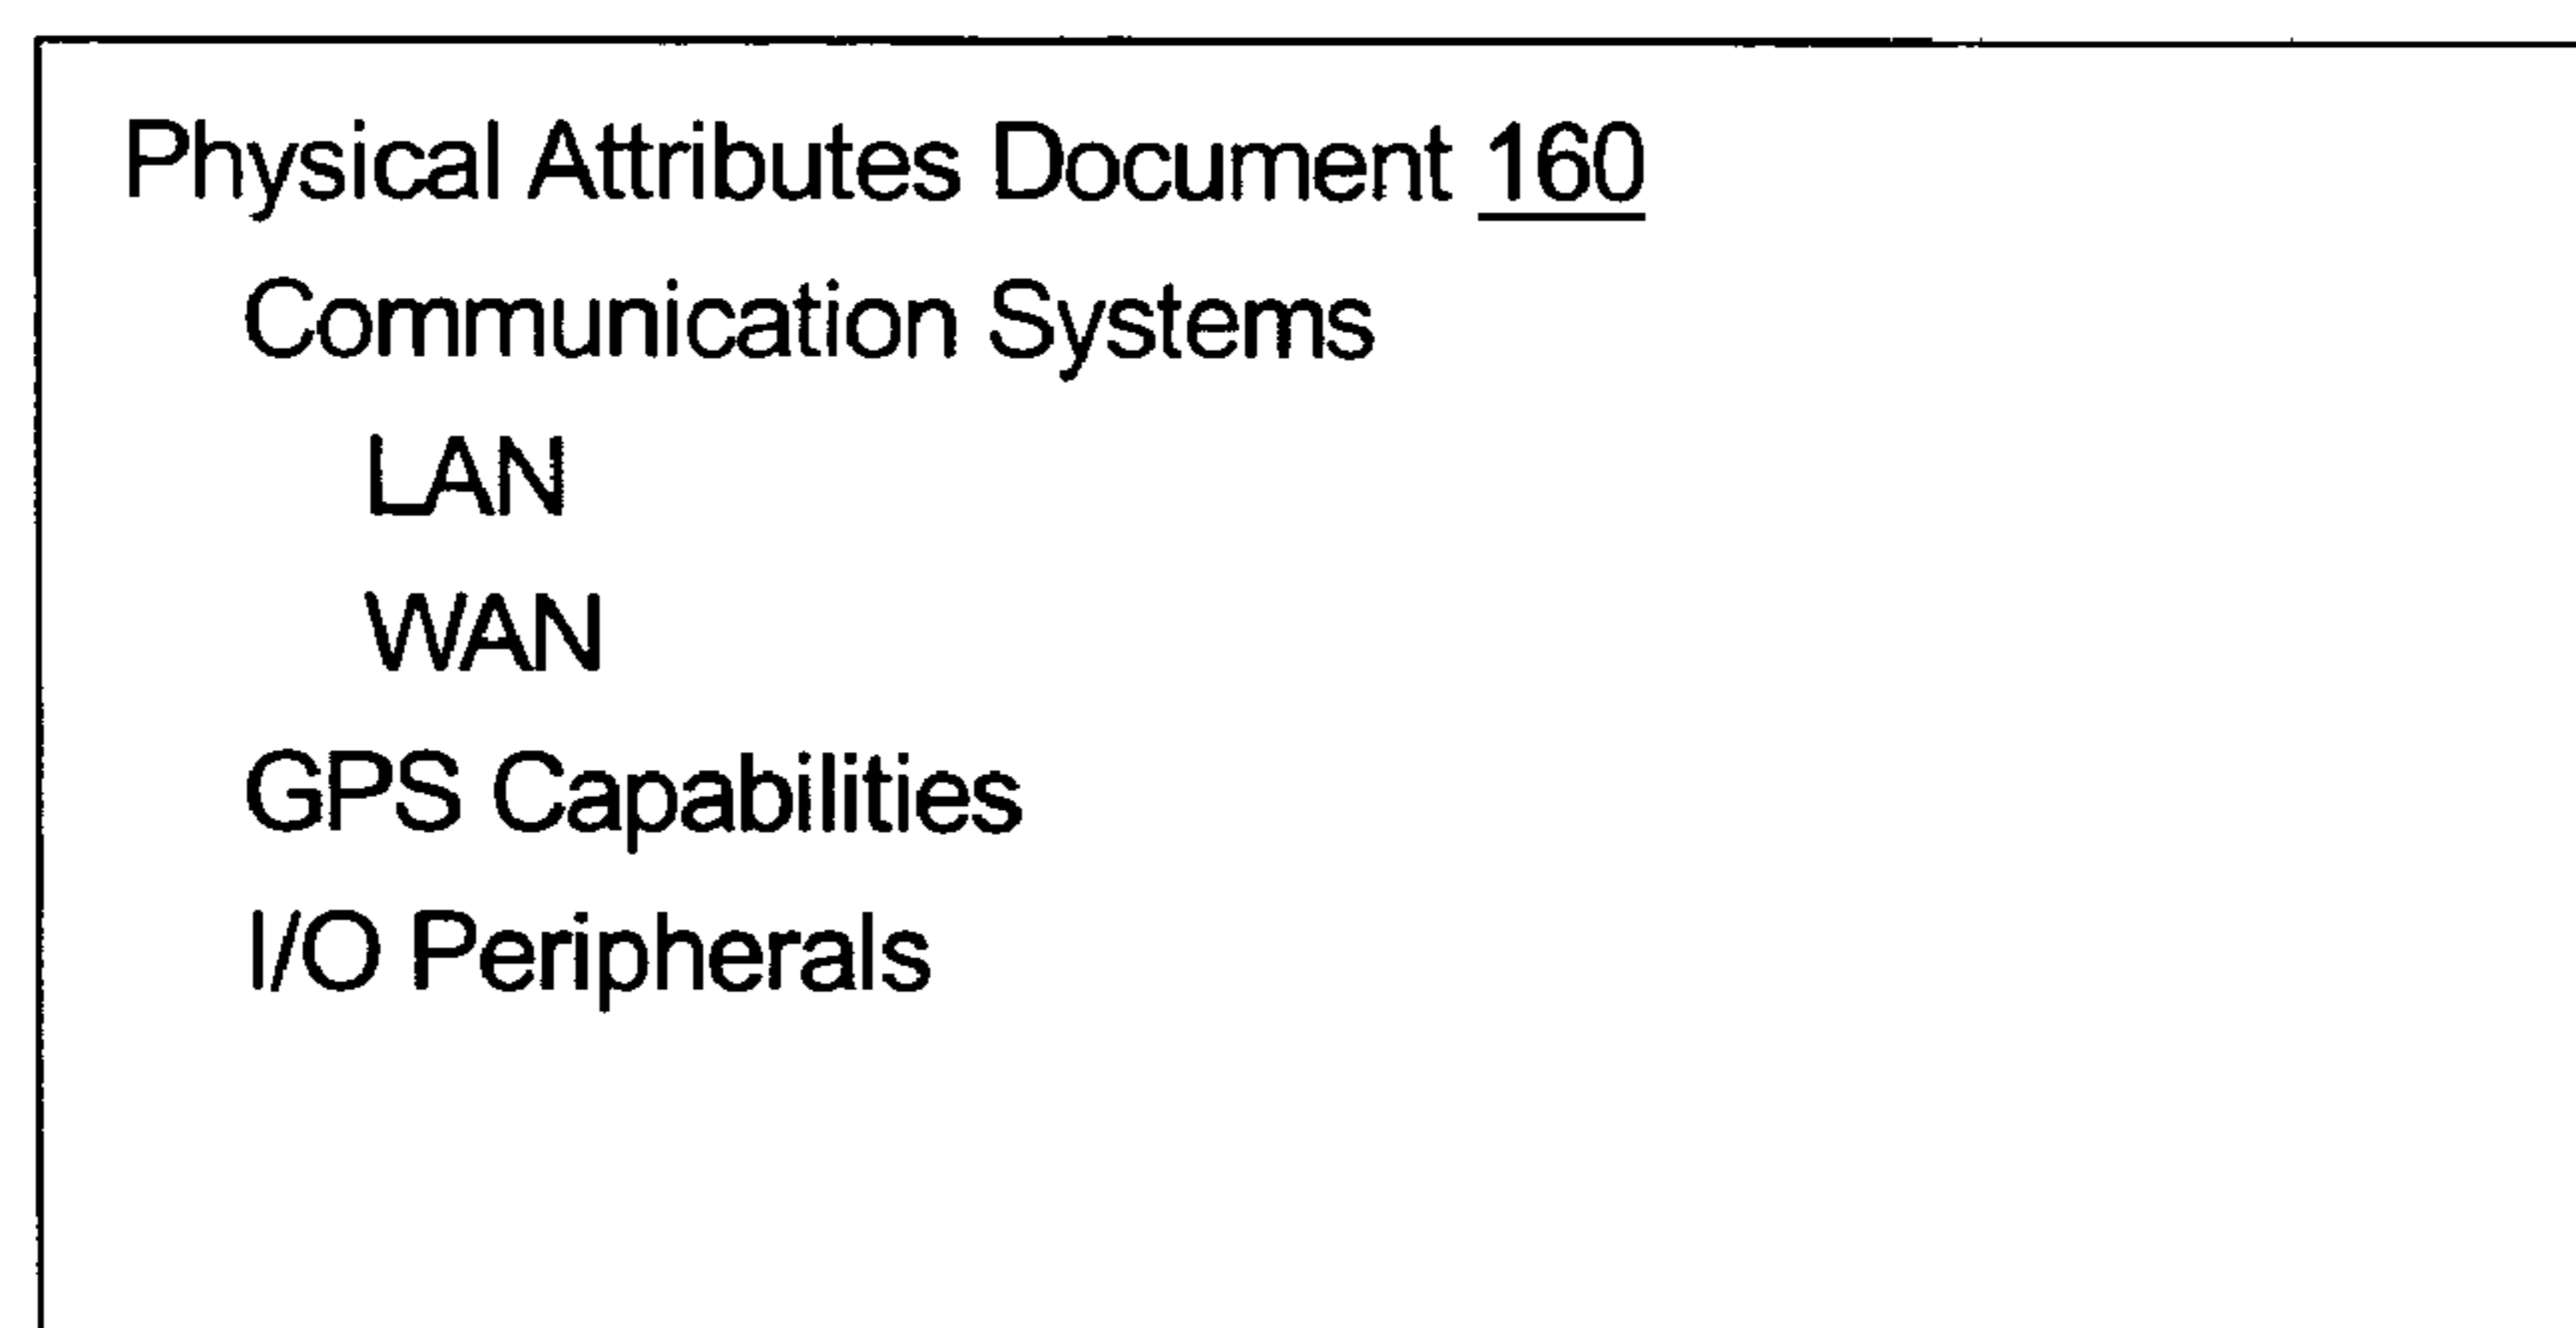 Physical Attributes Document 160
Communication Systems
LAN
WAN
GPS Capabilities
I/O Peripherals